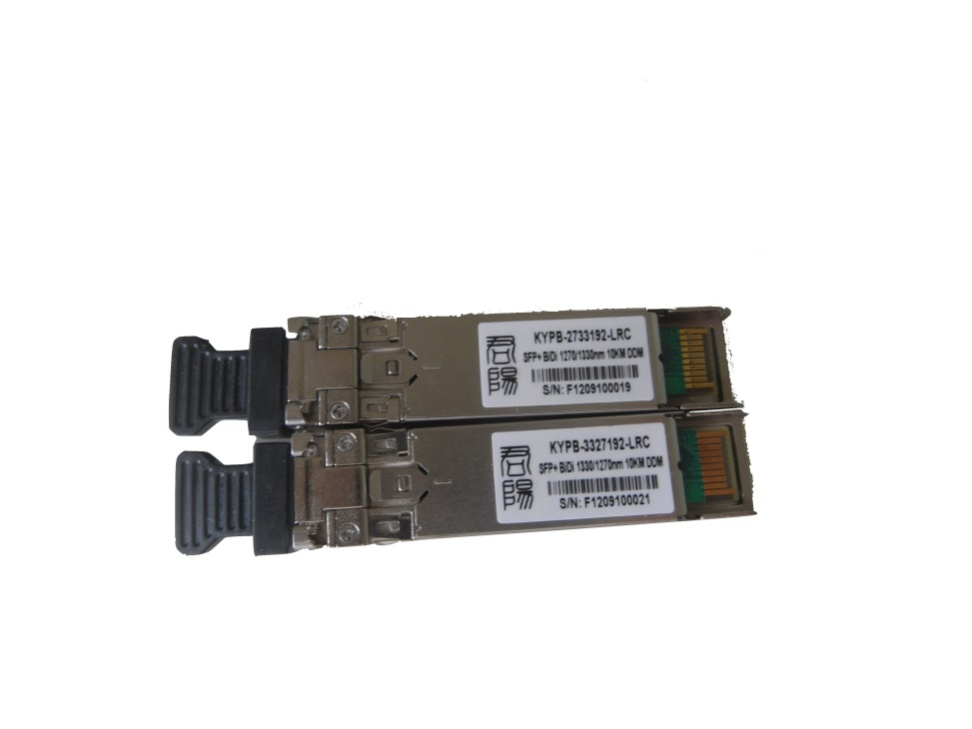 君陽
KYPB-2733192-LRC
SFP+ BiDi 1270/1330nm 10KM DDM
S/N: F1209100019
君陽
KYPB-3327192-LRC
SFP+ BiDi 1330/1270nm 10KM DDM
S/N: F1209100021